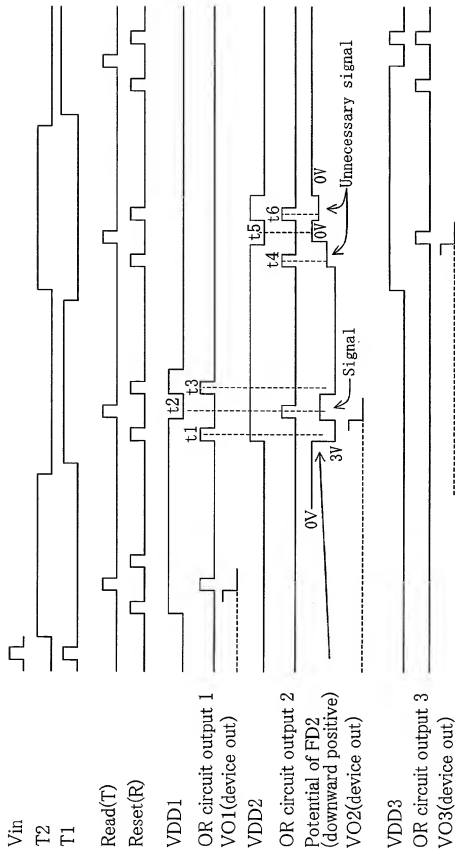 Vin
T2
T1
Read(T)
Reset(R)
VDD1
t2
t1
t3
OR circuit output 1
VO1(device out)
VDD2
t5
t4
t6
OR circuit output 2
0V
0V
0V
Potential of FD2
(downward positive)
3V
Signal
Unnecessary signal
VO2(device out)
VDD3
OR circuit output 3
VO3(device out)